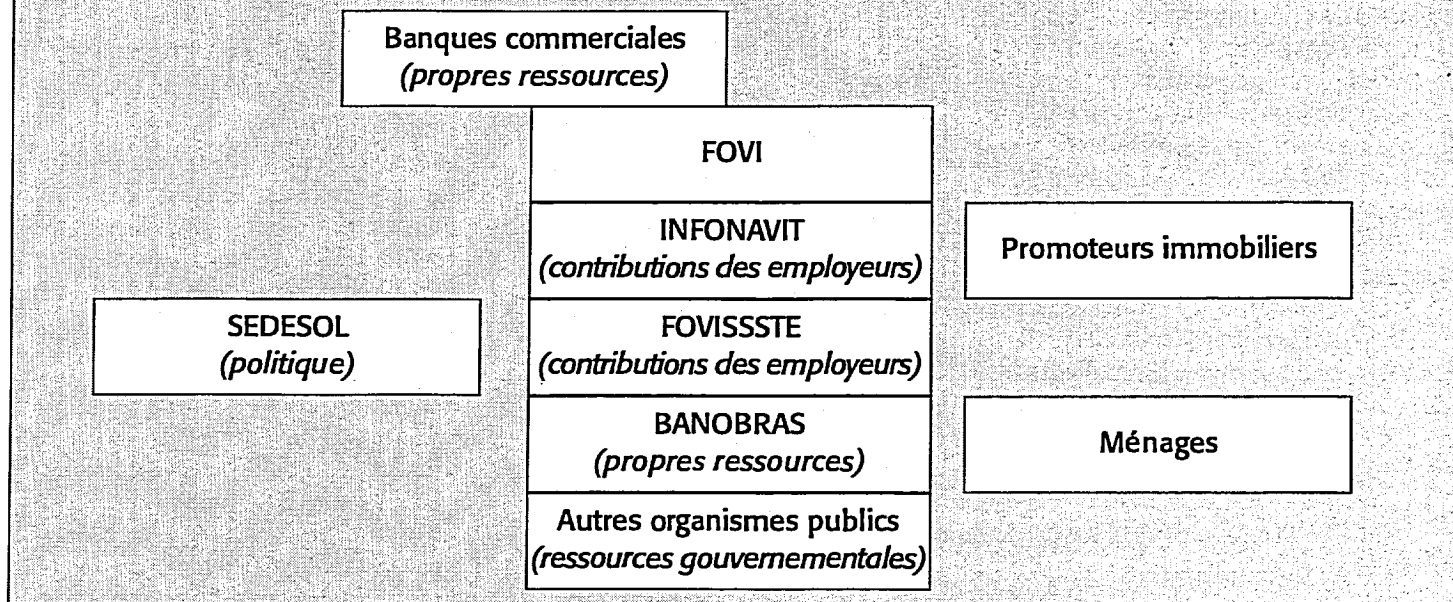 Banques commerciales
(propres ressources)
FOVI
INFONAVIT
(contributions des employeurs)
Promoteurs immobiliers
SEDESOL
(politique)
FOVISSSTE
(contributions des employeurs)
BANOBRAS
(propres ressources)
Ménages
Autres organismes publics
(ressources gouvernementales)